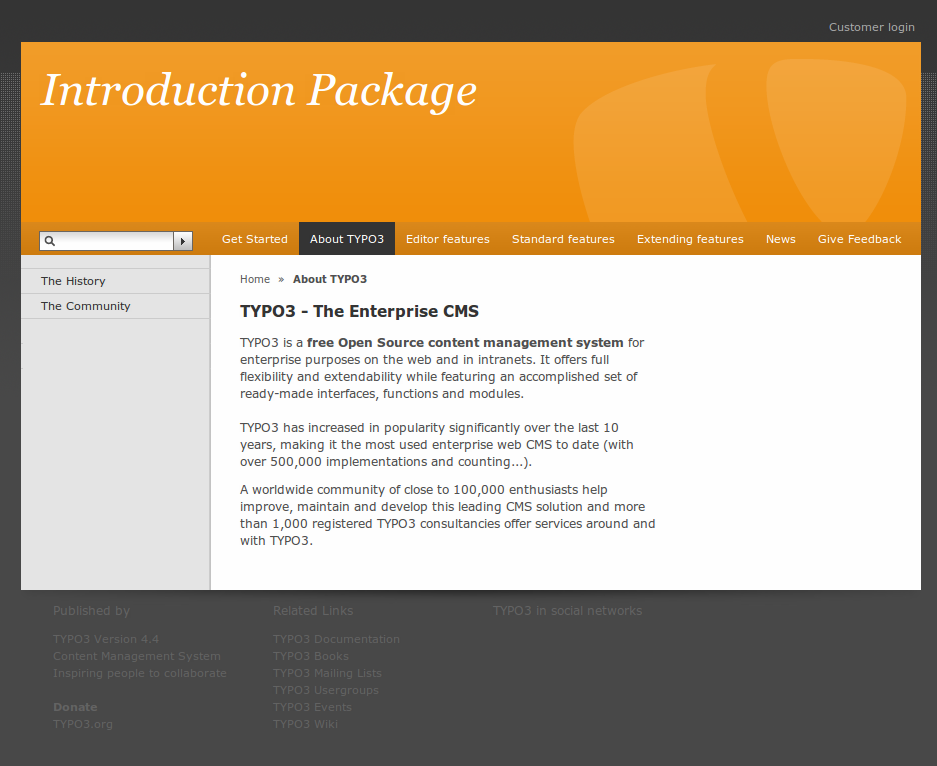 Customer login
Introduction Package
Get Started About TYPO3 Editor features Standard features Extending features News Give Feedback
The History
The Community
Home » About TYPO3
TYPO3 – The Enterprise CMS
TYPO3 is a free Open Source content management system for
enterprise purposes on the web and in intranets. It offers full
flexibility and extendability while featuring an accomplished set of
ready-made interfaces, functions and modules.
TYPO3 has increased in popularity significantly over the last 10
years, making it the most used enterprise web CMS to date (with
over 500,000 implementations and counting...).
A worldwide community of close to 100,000 enthusiasts help
improve, maintain and develop this leading CMS solution and more
than 1,000 registered TYPO3 consultancies offer services around and
with TYPO3.
Published by
TYPO3 Version 4.4
Content Management System
Inspiring people to collaborate
Donate
TYPO3.org
Related Links
TYPO3 Documentation
TYPO3 Books
TYPO3 Mailing Lists
TYPO3 Usergroups
TYPO3 Events
TYPO3 Wiki
TYPO3 in social networks